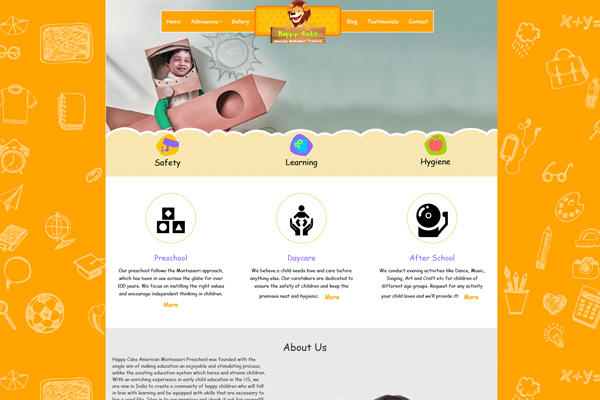 Home Admissions Gallery Blog Testimonials Contact
Happy Cubs
American Montessori Preschool
Safety Learning Hygiene
Preschool
Our preschool follows the Montessori approach,
which has been in use across the globe for over
100 years. We focus on instilling the right values
and encourage independent thinking in children.
More
Daycare
We believe a child needs love and care before
anything else. Our caretakers are dedicated to
ensure the safety of children and keep the
premises neat and hygienic. More
After School
We conduct evening activities like Dance, Music,
Singing, Art and Craft etc for children of
different age groups. Request for any activity
your child loves and we'll provide it! More
About Us
Happy Cubs American Montessori Preschool was founded with the
single aim of making education an enjoyable and stimulating process,
unlike the existing education system which bores and strains children.
With an enriching experience in early child education in the US, we
are now in India to create a community of happy children who will fall
in love with learning and be equipped with skills that are necessary to